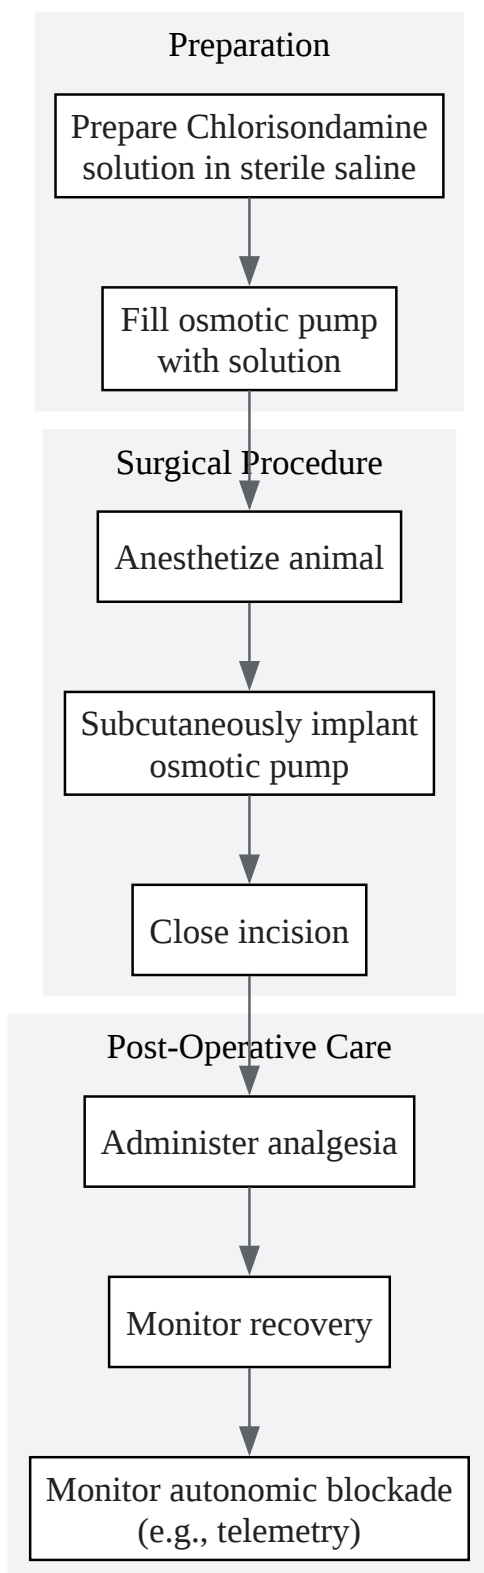 Preparation
Prepare Chlorisondamine
solution in sterile saline
Fill osmotic pump
with solution
Surgical Procedure
Anesthetize animal
Subcutaneously implant
osmotic pump
Close incision
Post-Operative Care
Administer analgesia
Monitor recovery
Monitor autonomic blockade
(e.g., telemetry)